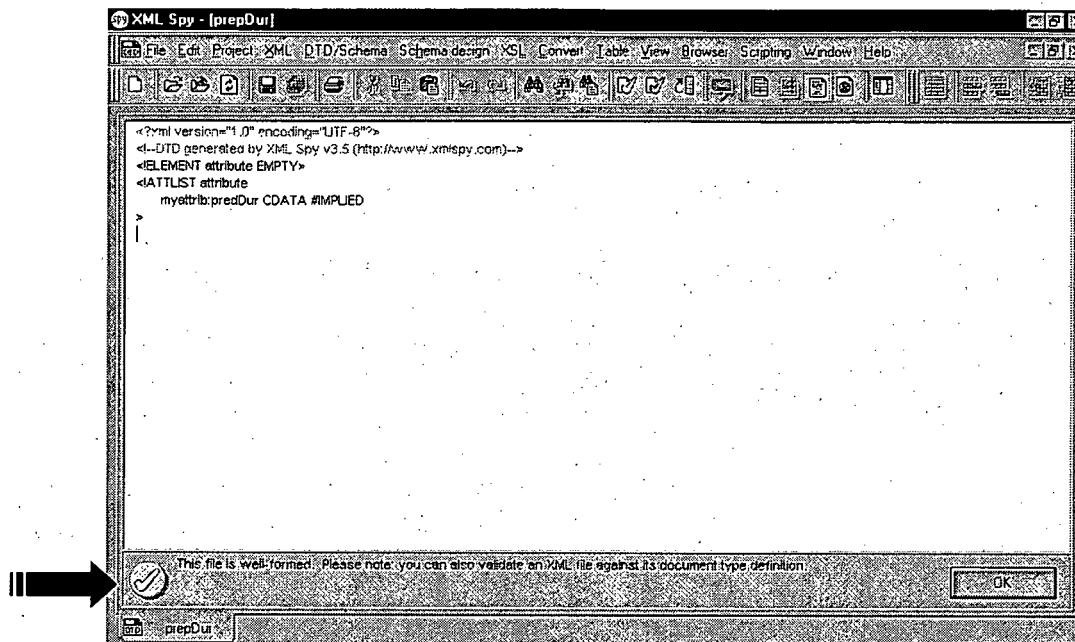 XML Spy - [prepDur]
File Edit Project XML DTD/Schema Schema design XSL Convert Table View Browser Scripting Window Help
<?xml version="1.0" encoding="UTF-8"?>
<!--DTD generated by XML Spy v3.5 (http://www.xmlspy.com)-->
<!ELEMENT attribute EMPTY>
<!ATTLIST attribute
myattrib:predDur CDATA #IMPLIED
>
This file is well-formed. Please note: you can also validate an XML file against its document type definition.
OK
prepDur